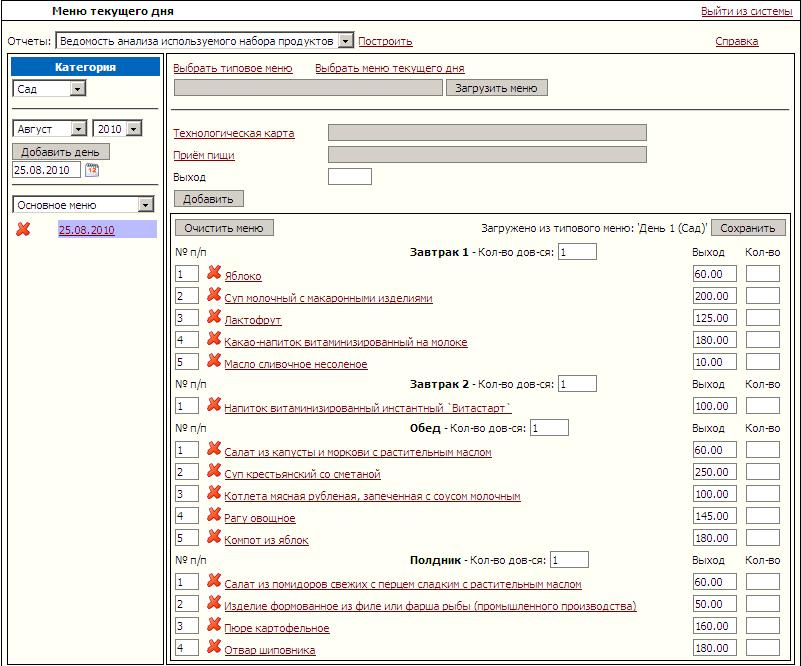 Меню текущего дня Выйти из системы
Отчеты: Ведомость анализа используемого набора продуктов Построить Справка
Категория
Сад
Август 2010
Добавить день
25.08.2010 12
Основное меню
25.08.2010
Выбрать типовое меню Выбрать меню текущего дня
Загрузить меню
Технологическая карта
Приём пищи
Выход
Добавить
Очистить меню Загружено из типового меню: 'День 1 (Сад)' Сохранить
№ п/п Завтрак 1 - Кол-во дов-ся: 1 Выход Кол-во
1 Яблоко 60.00
2 Суп молочный с макаронными изделиями 200.00
3 Лактофрут 125.00
4 Какао-напиток витаминизированный на молоке 180.00
5 Масло сливочное несоленое 10.00
№ п/п Завтрак 2 - Кол-во дов-ся: 1 Выход Кол-во
1 Напиток витаминизированный инстантный `Витастарт` 100.00
№ п/п Обед - Кол-во дов-ся: 1 Выход Кол-во
1 Салат из капусты и моркови с растительным маслом 60.00
2 Суп крестьянский со сметаной 250.00
3 Котлета мясная рубленая, запеченная с соусом молочным 100.00
4 Рагу овощное 145.00
5 Компот из яблок 180.00
№ п/п Полдник - Кол-во дов-ся: 1 Выход Кол-во
1 Салат из помидоров свежих с перцем сладким с растительным маслом 60.00
2 Изделие формованное из филе или фарша рыбы (промышленного производства) 50.00
3 Пюре картофельное 160.00
4 Отвар шиповника 180.00